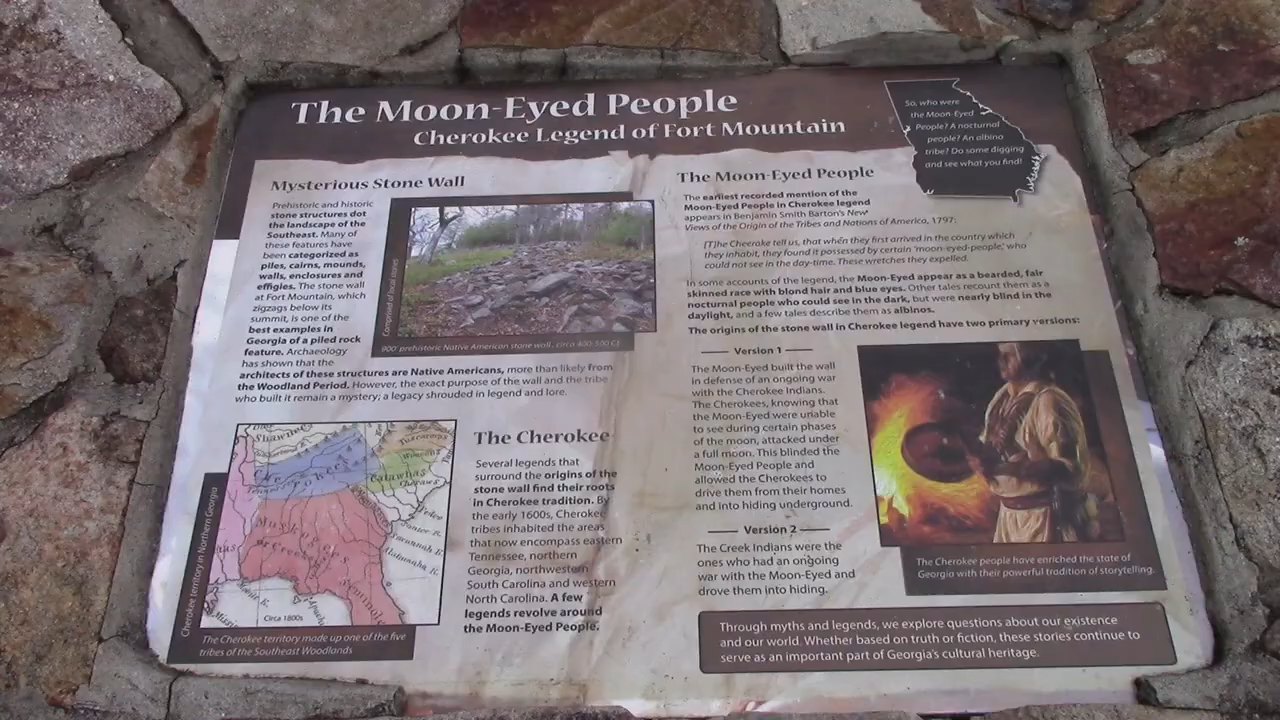 The Moon-Eyed People
Cherokee Legend of Fort Mountain
So, who were
the Moon-Eyed
People? A nocturnal
people? An albino
tribe? Do some digging
and see what you find!
Mysterious Stone Wall
Prehistoric and historic
stone structures dot
the landscape of the
Southeast. Many of
these features have
been categorized as
piles, cairns, mounds,
walls, enclosures and
effigies. The stone wall
at Fort Mountain, which
zigzags below its
summit, is one of the
best examples in
Georgia of a piled rock
feature. Archaeology
has shown that the
architects of these structures are Native Americans, more than likely from
the Woodland Period. However, the exact purpose of the wall and the tribe
who built it remain a mystery; a legacy shrouded in legend and lore.
Comprised of local stones
900' prehistoric Native American stone wall, circa 400-500 CE
Shawnees
Cherokees
Tuscarora
Catawbas
Muskogee
or Creeks
Savannah R.
Altamaha R.
Circa 1800s
Cherokee territory in Northern Georgia
The Cherokee territory made up one of the five
tribes of the Southeast Woodlands
The Cherokee
Several legends that
surround the origins of the
stone wall find their roots
in Cherokee tradition. By
the early 1600s, Cherokee
tribes inhabited the areas
that now encompass eastern
Tennessee, northern
Georgia, northwestern
South Carolina and western
North Carolina. A few
legends revolve around
the Moon-Eyed People.
The Moon-Eyed People
The earliest recorded mention of the
Moon-Eyed People in Cherokee legend
appears in Benjamin Smith Barton's New
Views of the Origin of the Tribes and Nations of America, 1797:
[T]he Cheerake tell us, that when they first arrived in the country which
they inhabit, they found it possessed by certain 'moon-eyed-people,' who
could not see in the day-time. These wretches they expelled.
In some accounts of the legend, the Moon-Eyed appear as a bearded, fair
skinned race with blond hair and blue eyes. Other tales recount them as a
nocturnal people who could see in the dark, but were nearly blind in the
daylight, and a few tales describe them as albinos.
The origins of the stone wall in Cherokee legend have two primary versions:
Version 1
The Moon-Eyed built the wall
in defense of an ongoing war
with the Cherokee Indians.
The Cherokees, knowing that
the Moon-Eyed were unable
to see during certain phases
of the moon, attacked under
a full moon. This blinded the
Moon-Eyed People and
allowed the Cherokees to
drive them from their homes
and into hiding underground.
Version 2
The Creek Indians were the
ones who had an ongoing
war with the Moon-Eyed and
drove them into hiding.
The Cherokee people have enriched the state of
Georgia with their powerful tradition of storytelling.
Through myths and legends, we explore questions about our existence
and our world. Whether based on truth or fiction, these stories continue to
serve as an important part of Georgia's cultural heritage.